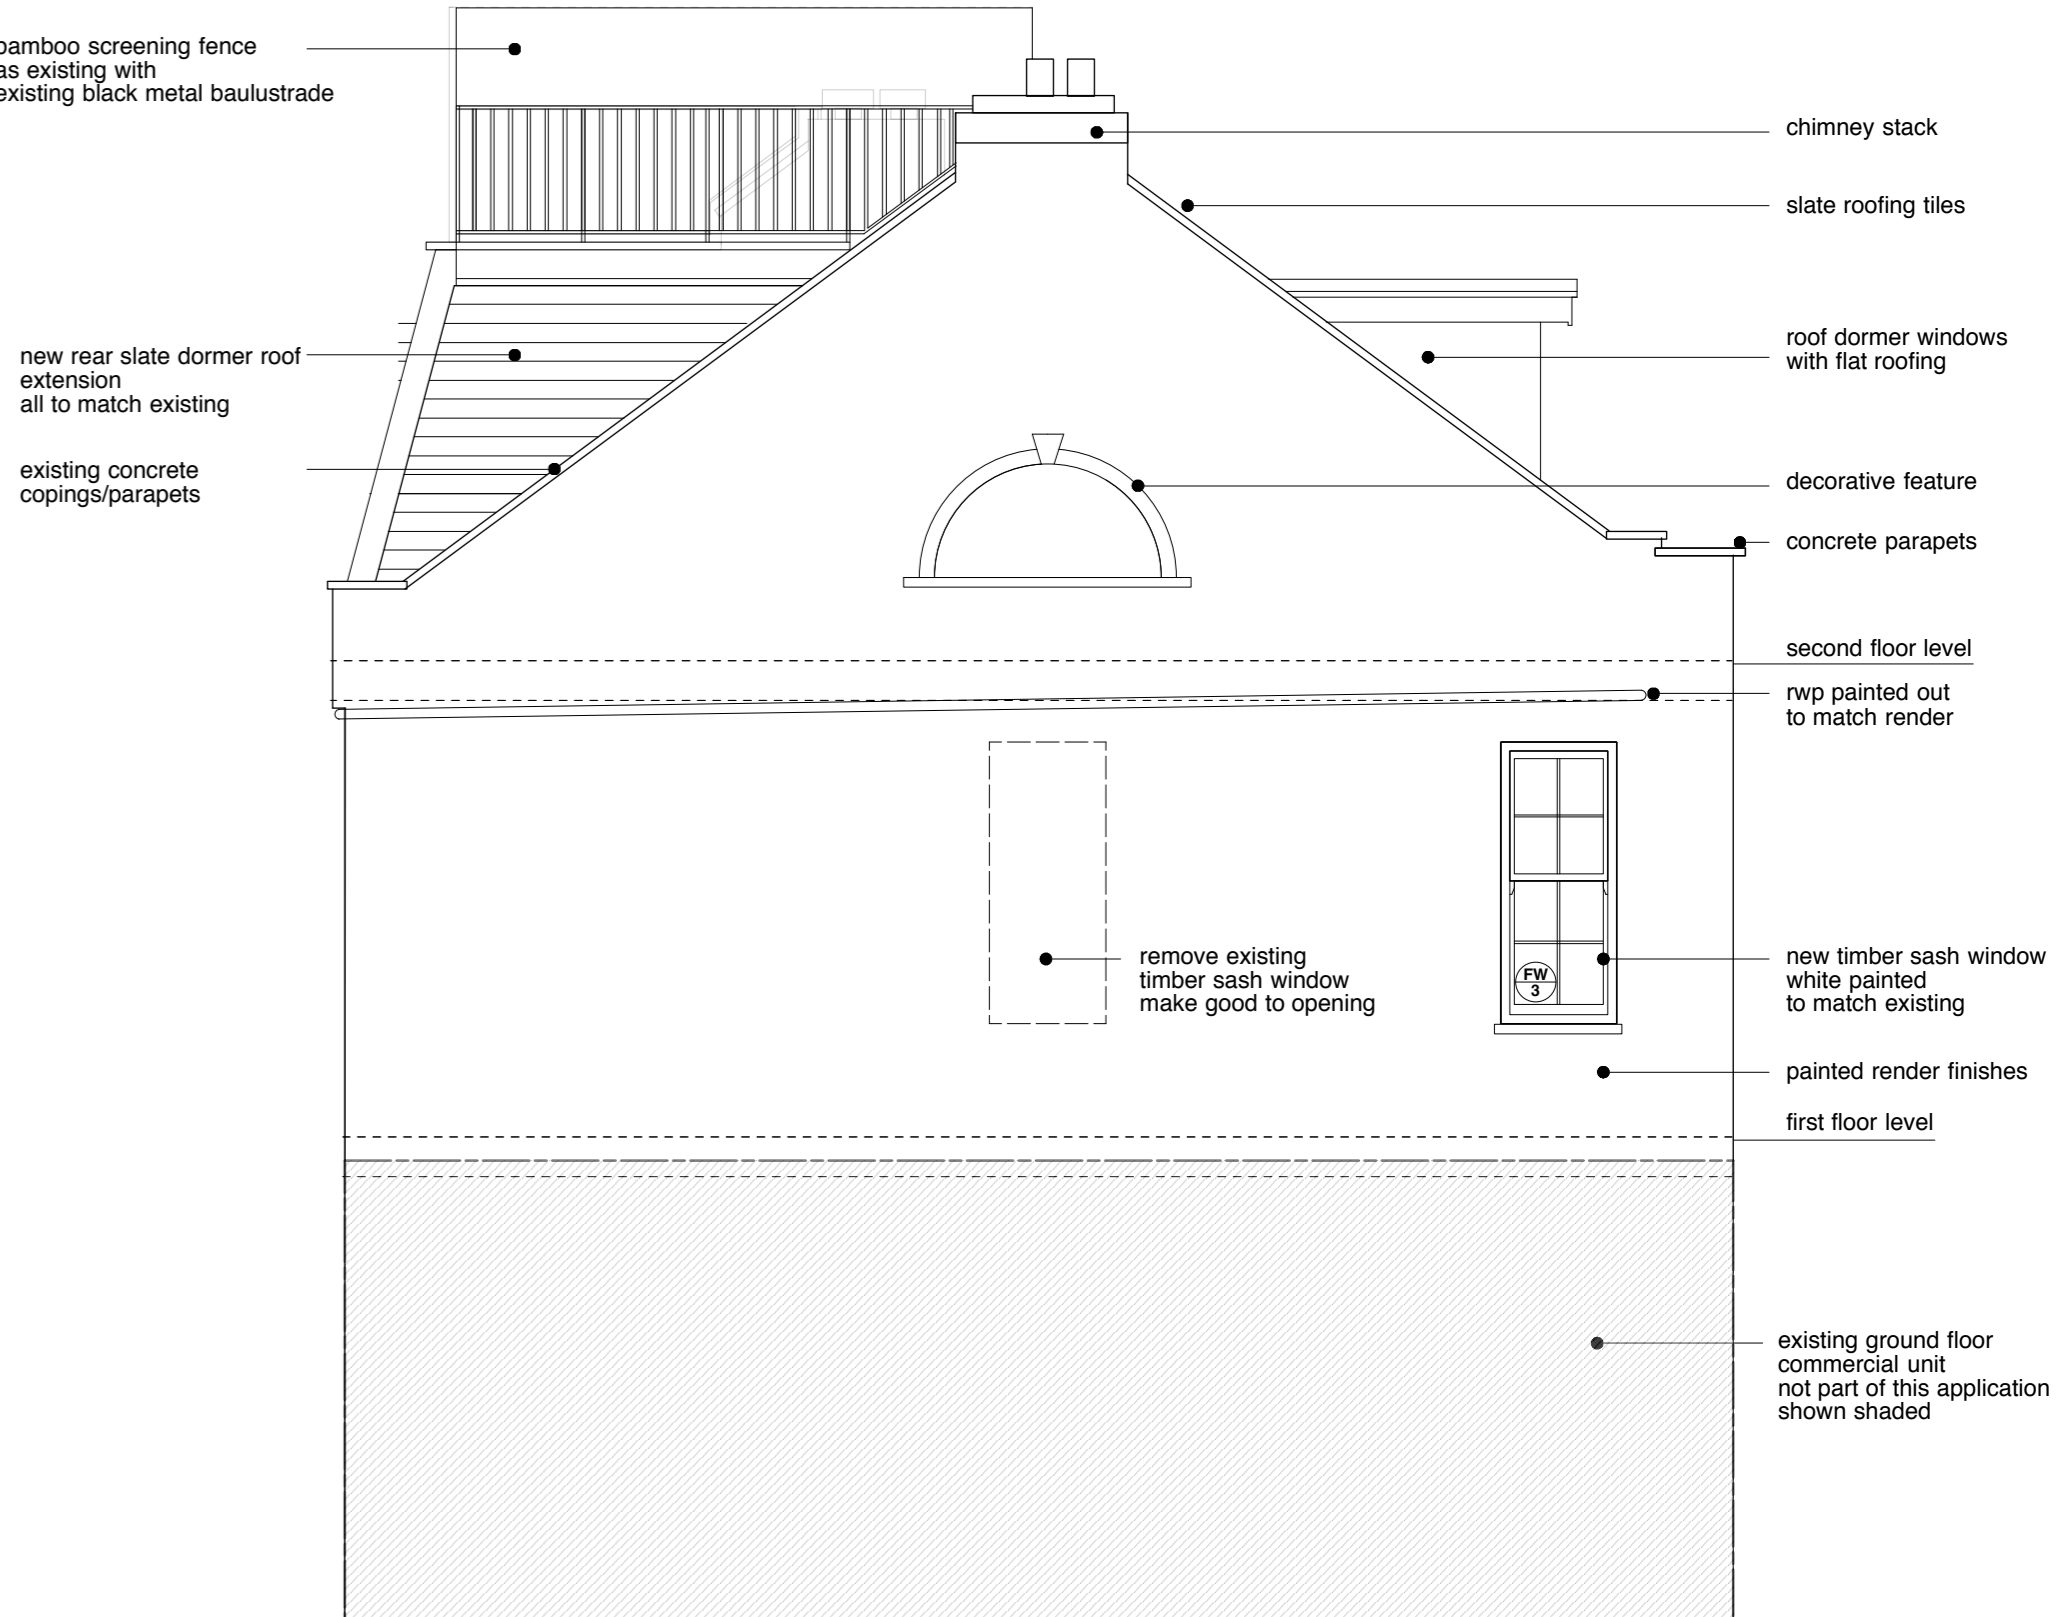 bamboo screening fence
as existing with
existing black metal baulustrade
chimney stack
slate roofing tiles
roof dormer windows
with flat roofing
new rear slate dormer roof
extension
all to match existing
existing concrete
copings/parapets
decorative feature
concrete parapets
second floor level
rwp painted out
to match render
remove existing
timber sash window
make good to opening
FW
3
new timber sash window
white painted
to match existing
painted render finishes
first floor level
existing ground floor
commercial unit
not part of this application
shown shaded